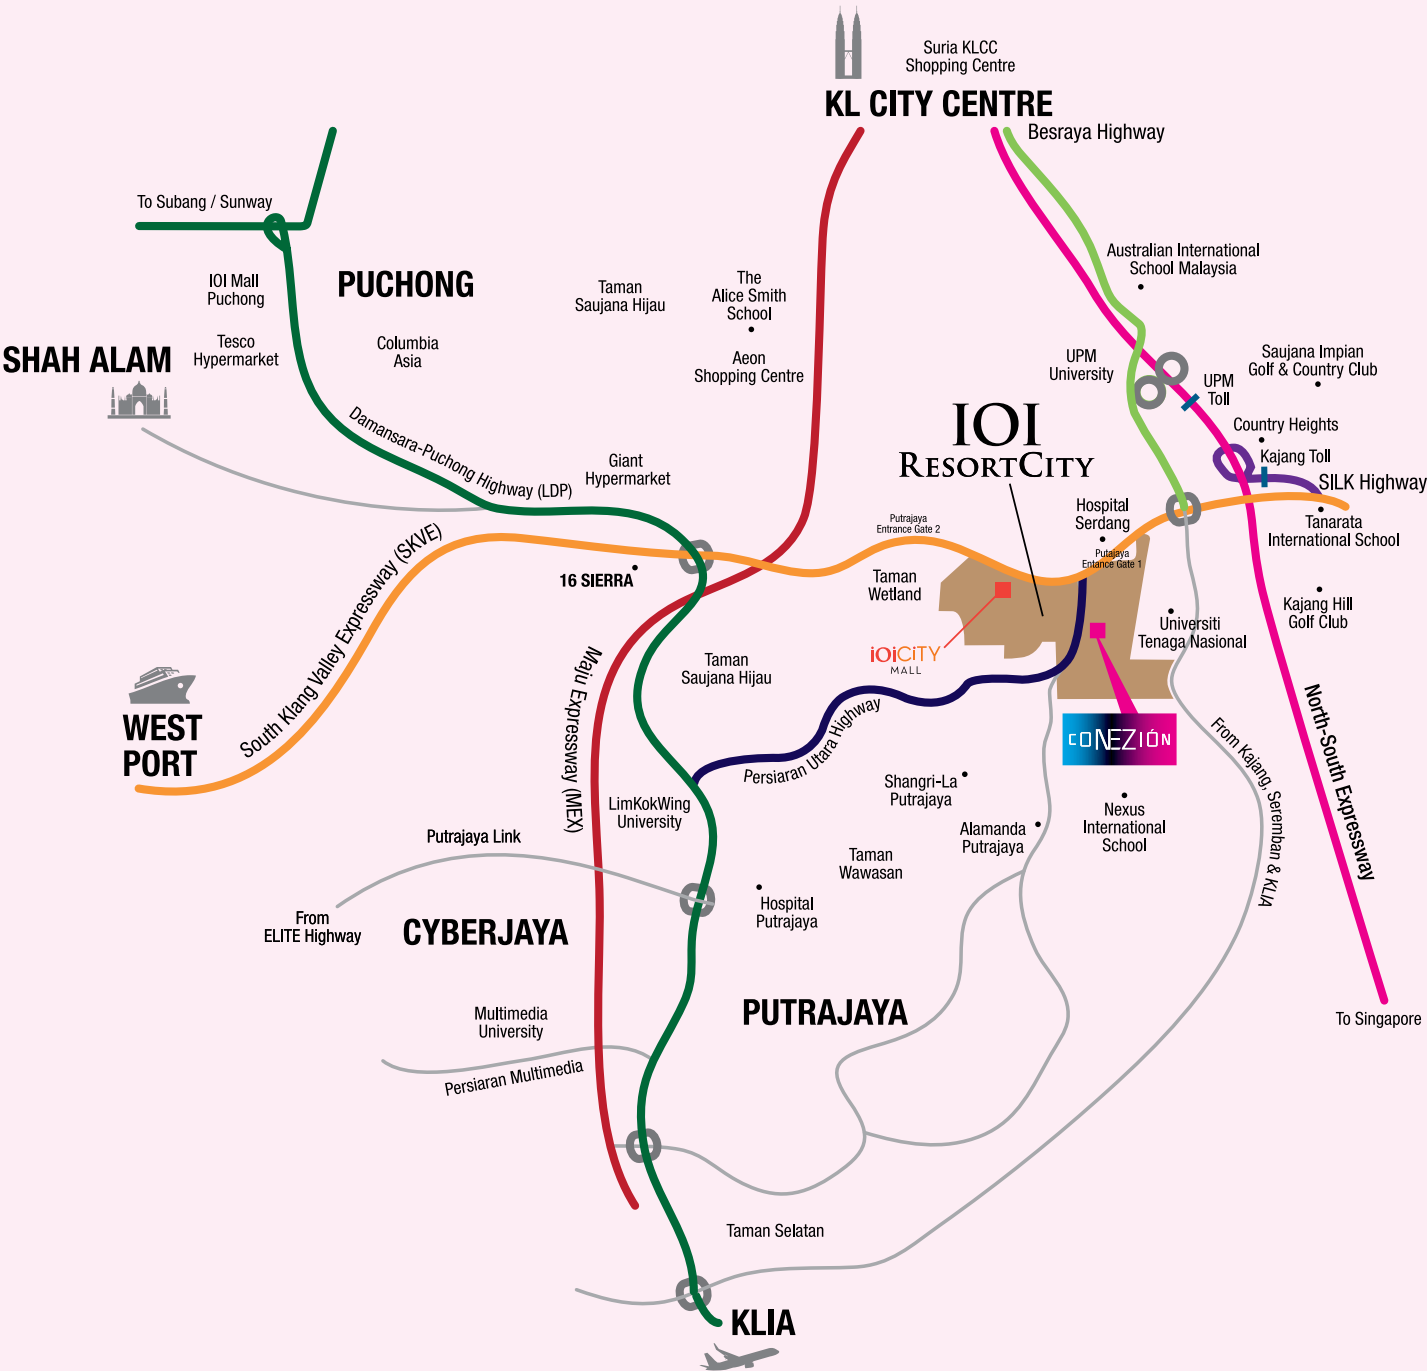 Suria KLCC
Shopping Centre
KL CITY CENTRE
Besraya Highway
To Subang / Sunway
Australian International
School Malaysia
IOI Mall
Puchong
PUCHONG
Taman
Saujana Hijau
The
Alice Smith
School
Tesco
Hypermarket
Columbia
Asia
SHAH ALAM
Aeon
Shopping Centre
UPM
University
Saujana Impian
Golf & Country Club
UPM
Toll
IOI
RESORTCITY
Country Heights
Kajang Toll
SILK Highway
Damansara-Puchong Highway (LDP)
Giant
Hypermarket
Hospital
Serdang
Putrajaya
Entrance Gate 2
Tanarata
International School
South Klang Valley Expressway (SKVE)
16 SIERRA
Putajaya
Entance Gate 1
Taman
Wetland
Kajang Hill
Golf Club
Universiti
Tenaga Nasional
iOiCiTY
MALL
Taman
Saujana Hijau
Maju Expressway (MEX)
WEST
PORT
Persiaran Utara Highway
CONEZIÓN
From Kajang, Seremban & KLIA
North-South Expressway
Shangri-La
Putrajaya
LimKokWing
University
Nexus
International
School
Alamanda
Putrajaya
Putrajaya Link
Taman
Wawasan
From
ELITE Highway
CYBERJAYA
Hospital
Putrajaya
PUTRAJAYA
Multimedia
University
To Singapore
Persiaran Multimedia
Taman Selatan
KLIA